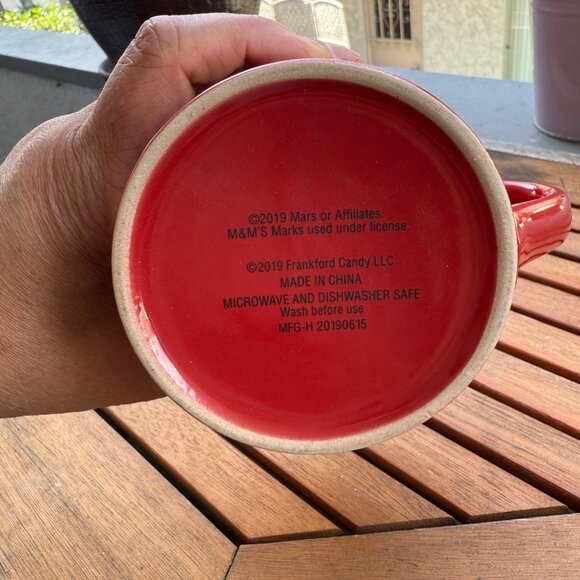 ©2019 Mars or Affiliates.
M&M'S Marks used under license.
©2019 Frankford Candy LLC
MADE IN CHINA
MICROWAVE AND DISHWASHER SAFE
Wash before use
MFG-H 20190615